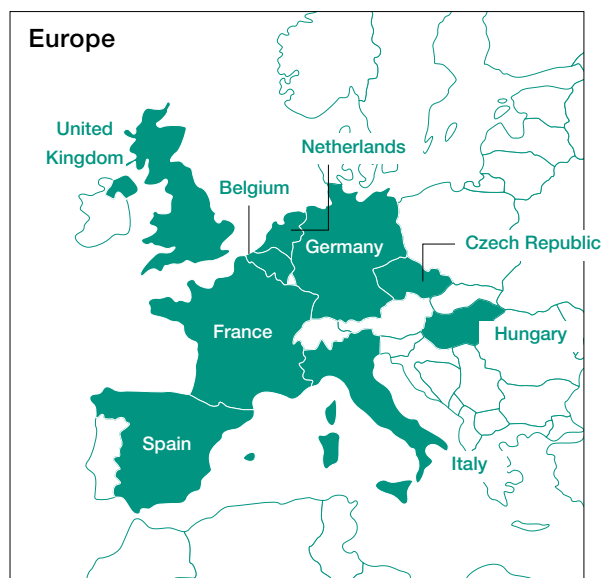 Europe
United
Kingdom
Netherlands
Belgium
Germany
Czech Republic
France
Hungary
Spain
Italy